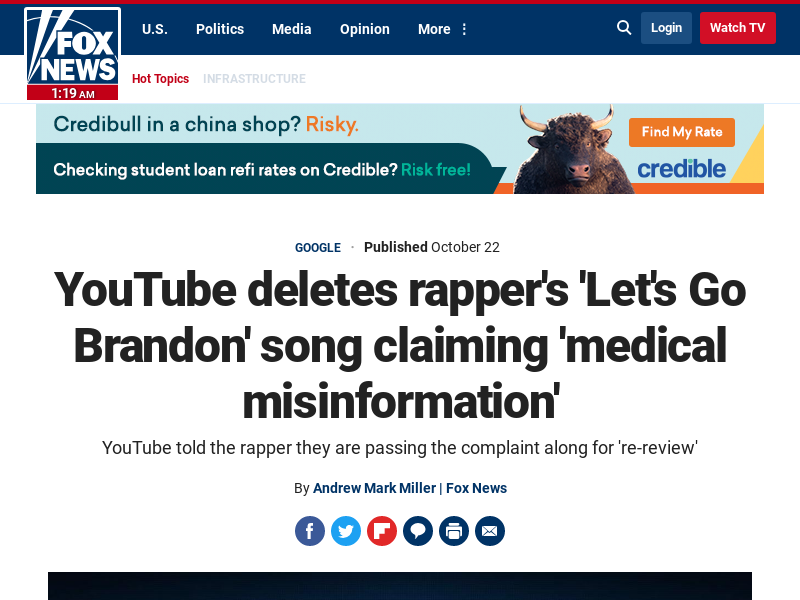 U.S. Politics Media Opinion More Login Watch TV
FOX
NEWS
1:19 AM
Hot Topics INFRASTRUCTURE
Credibull in a china shop? Risky.
Checking student loan refi rates on Credible? Risk free!
Find My Rate
credible
GOOGLE · Published October 22
YouTube deletes rapper's 'Let's Go
Brandon' song claiming 'medical
misinformation'
YouTube told the rapper they are passing the complaint along for 're-review'
By Andrew Mark Miller | Fox News